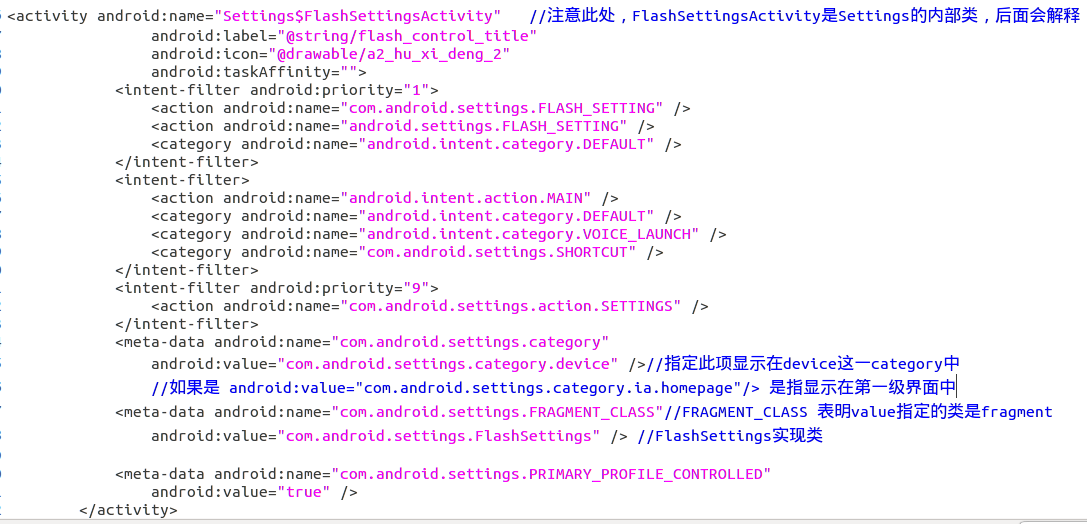 <activity android:name="Settings$FlashSettingsActivity"   //注意此处，FlashSettingsActivity是Settings的内部类，后面会解释
android:label="@string/flash_control_title"
android:icon="@drawable/a2_hu_xi_deng_2"
android:taskAffinity="">
<intent-filter android:priority="1">
<action android:name="com.android.settings.FLASH_SETTING" />
<action android:name="android.settings.FLASH_SETTING" />
<category android:name="android.intent.category.DEFAULT" />
</intent-filter>
<intent-filter>
<action android:name="android.intent.action.MAIN" />
<category android:name="android.intent.category.DEFAULT" />
<category android:name="android.intent.category.VOICE_LAUNCH" />
<category android:name="com.android.settings.SHORTCUT" />
</intent-filter>
<intent-filter android:priority="9">
<action android:name="com.android.settings.action.SETTINGS" />
</intent-filter>
<meta-data android:name="com.android.settings.category"
android:value="com.android.settings.category.device" />//指定此项显示在device这一category中
//如果是 android:value="com.android.settings.category.ia.homepage"/> 是指显示在第一级界面中
<meta-data android:name="com.android.settings.FRAGMENT_CLASS"//FRAGMENT_CLASS 表明value指定的类是fragment
android:value="com.android.settings.FlashSettings" /> //FlashSettings实现类
<meta-data android:name="com.android.settings.PRIMARY_PROFILE_CONTROLLED"
android:value="true" />
</activity>